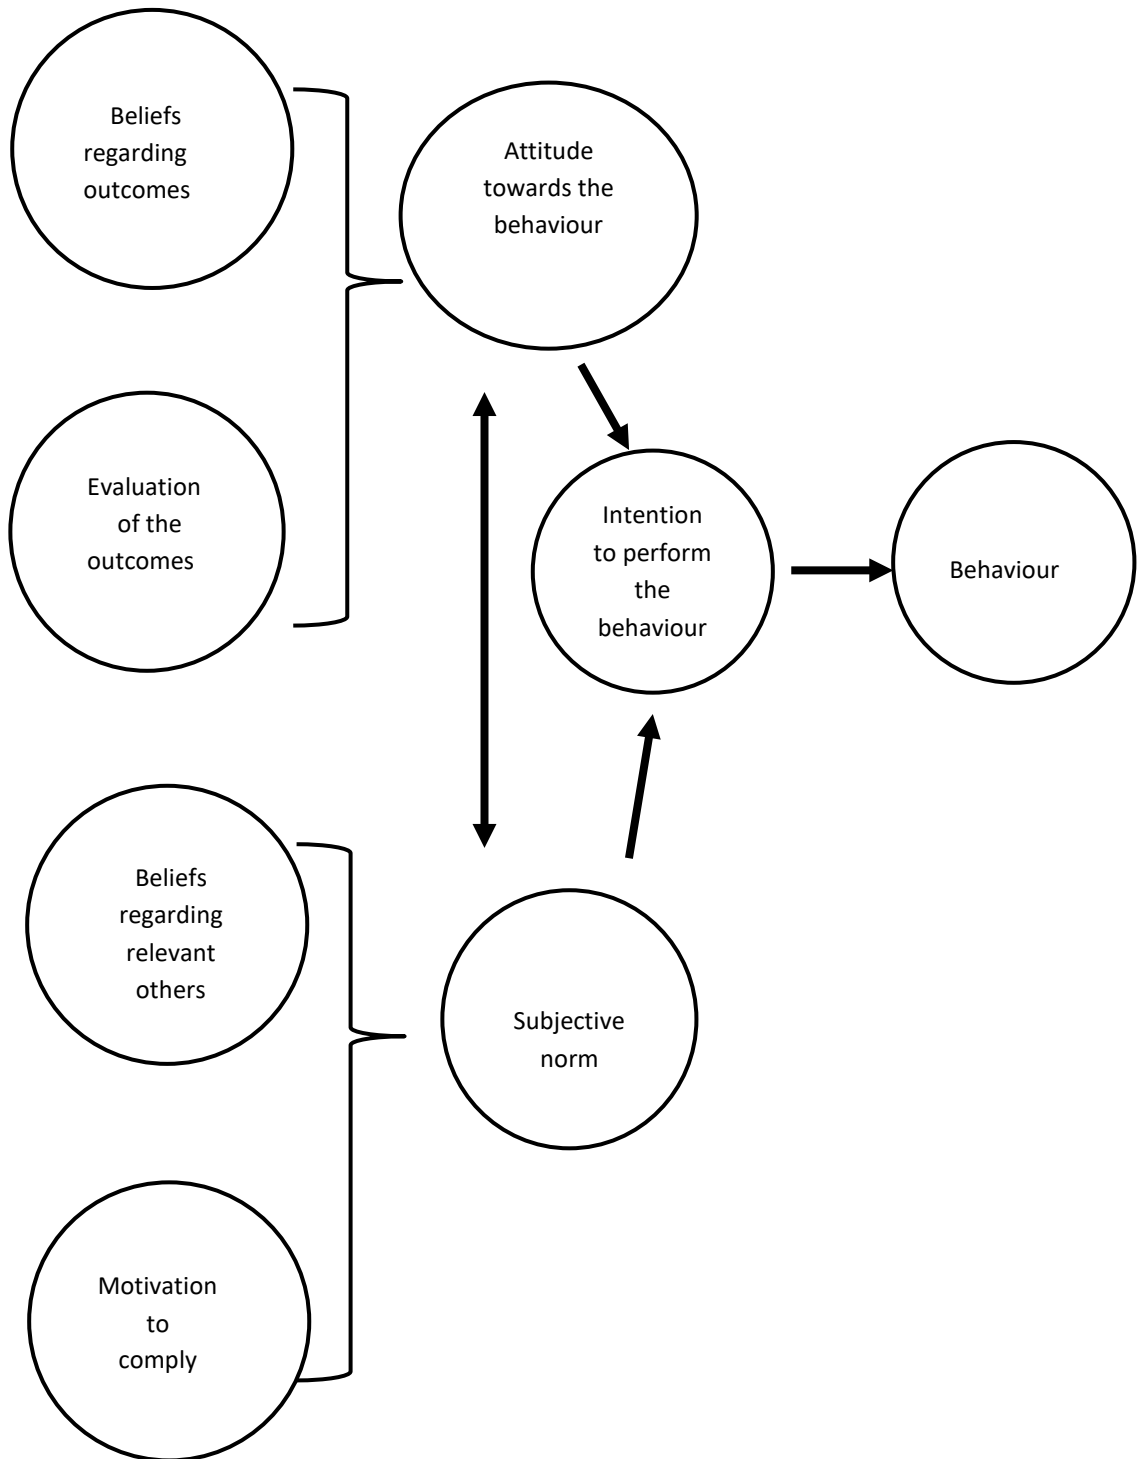 Beliefs
regarding
outcomes
Attitude
towards the
behaviour
Evaluation
of the
outcomes
Intention
to perform
the
behaviour
Behaviour
Beliefs
regarding
relevant
others
Subjective
norm
Motivation
to
comply